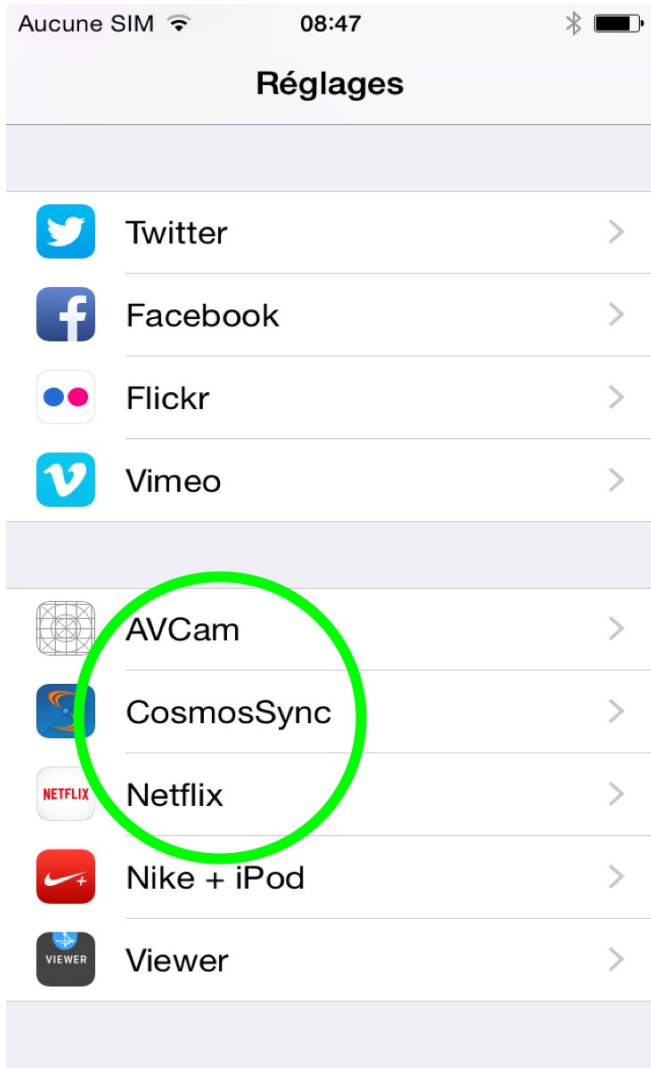 Aucune SIM 08:47
Réglages
Twitter
Facebook
Flickr
Vimeo
AVCam
CosmosSync
NETFLIX Netflix
Nike + iPod
VIEWER Viewer